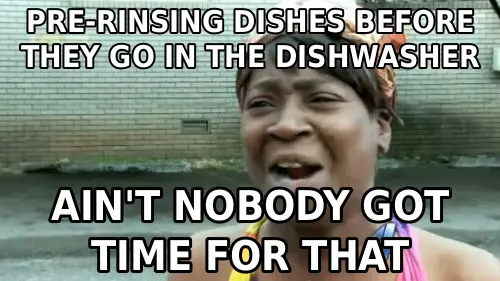 PRE-RINSING DISHES BEFORE
THEY GO IN THE DISHWASHER
AIN'T NOBODY GOT
TIME FOR THAT